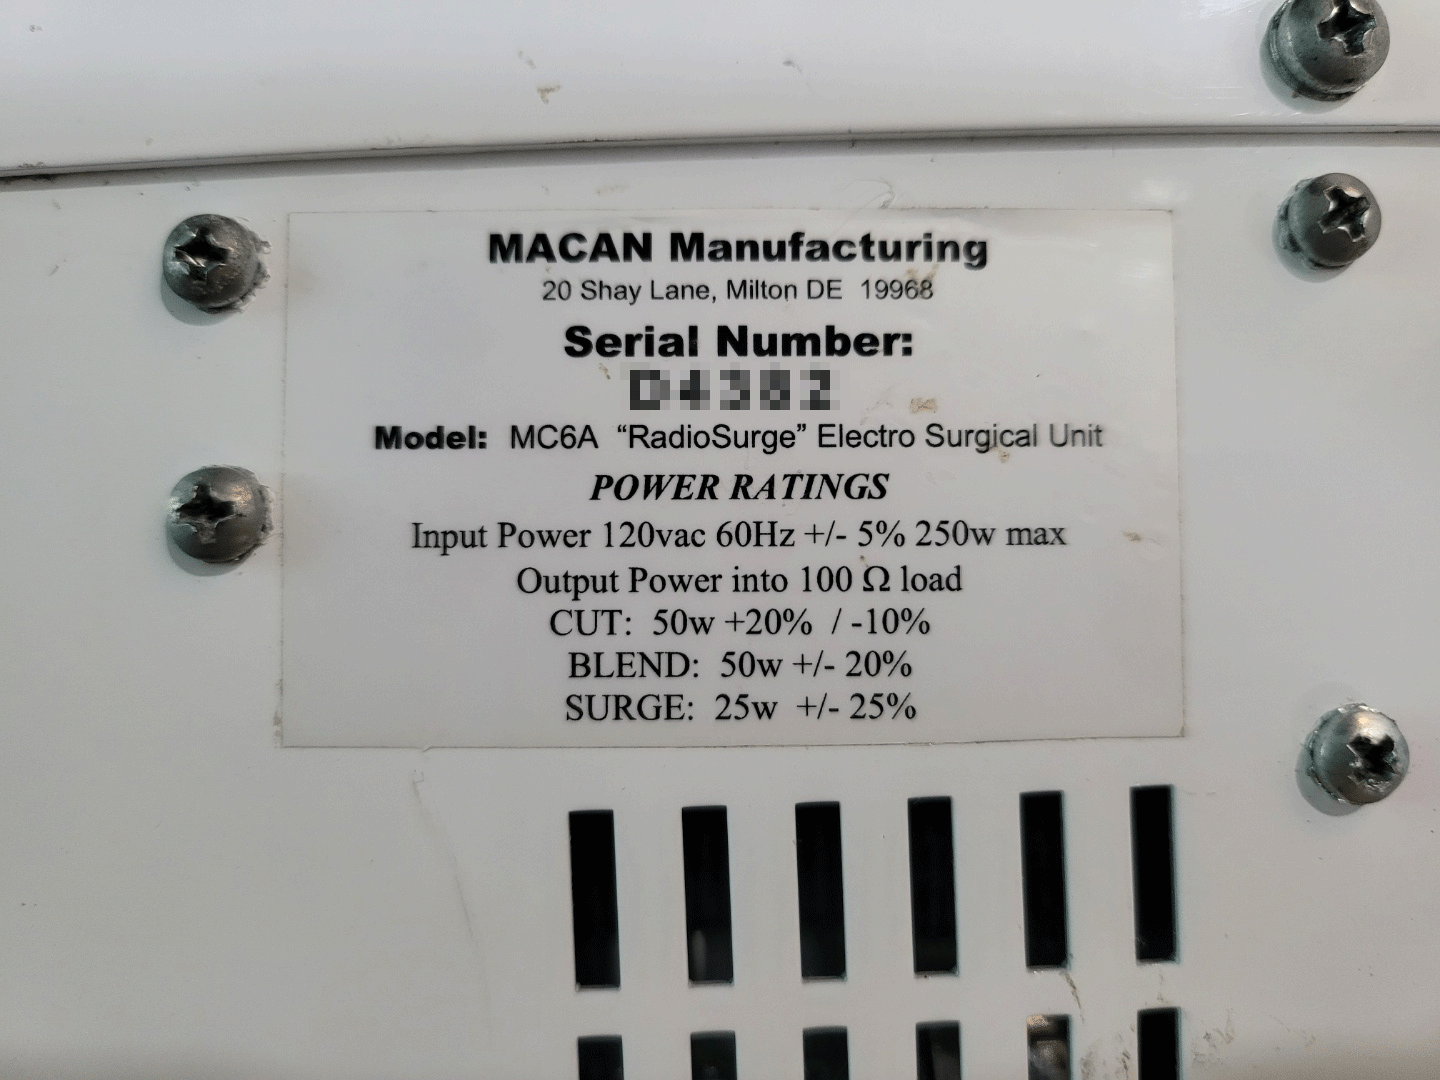 MACAN Manufacturing
20 Shay Lane, Milton DE 19968
Serial Number:
D4382
Model: MC6A “RadioSurge” Electro Surgical Unit
POWER RATINGS
Input Power 120vac 60Hz +/- 5% 250w max
Output Power into 100 Ω load
CUT: 50w +20% / -10%
BLEND: 50w +/- 20%
SURGE: 25w +/- 25%